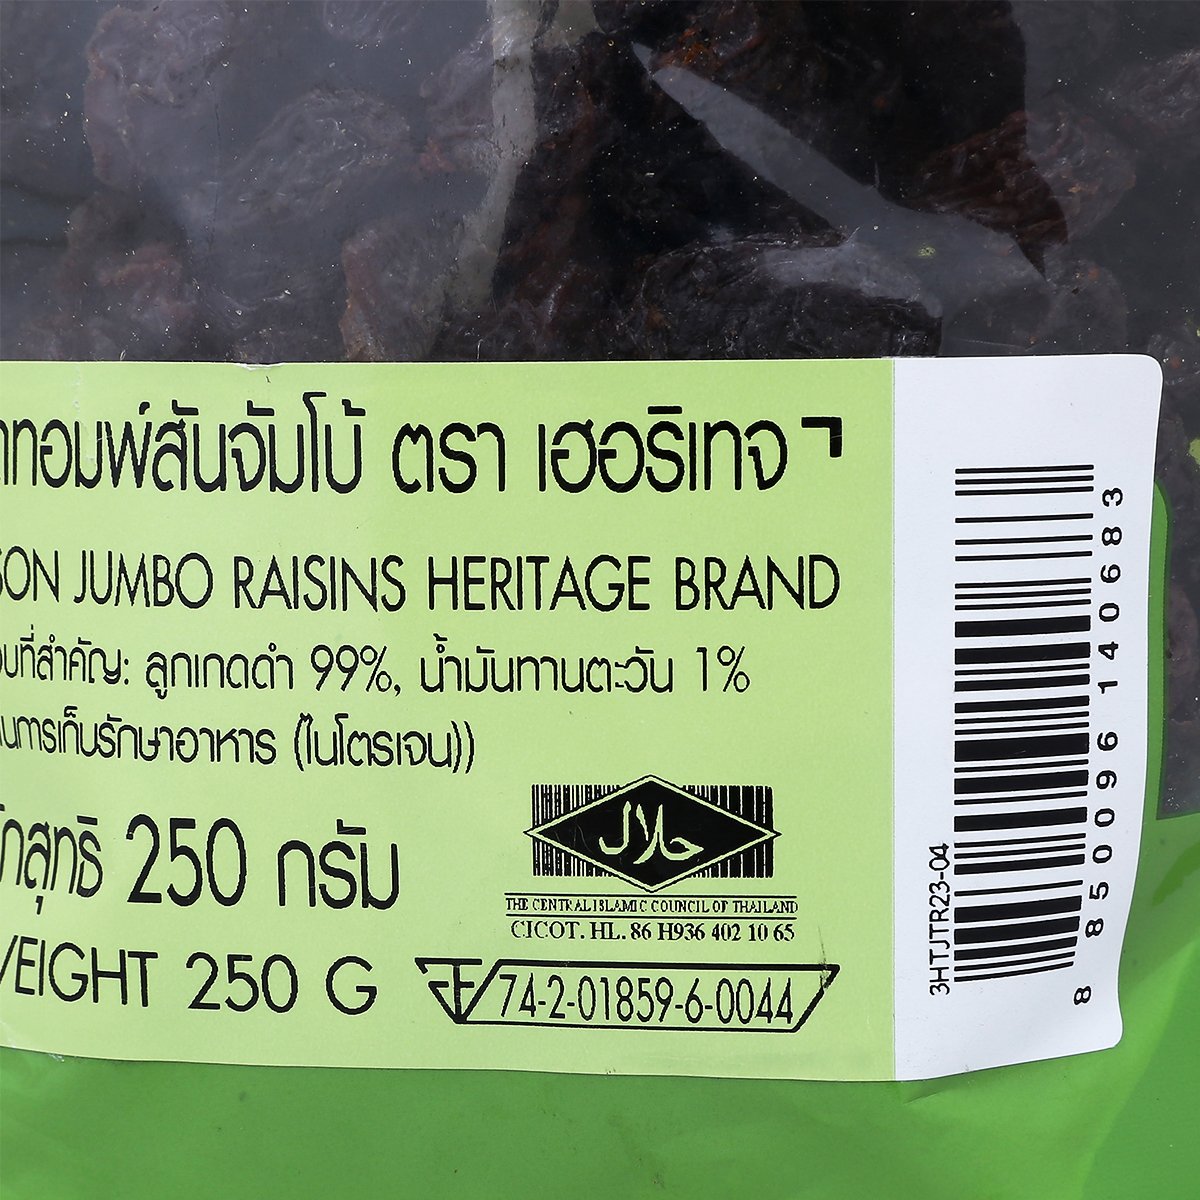 ทอมพ์สันจัมโบ้ ตรา เฮอริเทจ
JUMBO RAISINS HERITAGE BRAND
ลูกเกดดำ 99%, น้ำมันทานตะวัน 1%
การเก็บรักษาอาหาร (ไนโตรเจน))
250 กรัม
250 G
حلال
THE CENTRAL ISLAMIC COUNCIL OF THAILAND
CICOT. HL. 86 H936 402 10 65
74-2-01859-6-0044
3HTJTR23-04
8 850096 140683